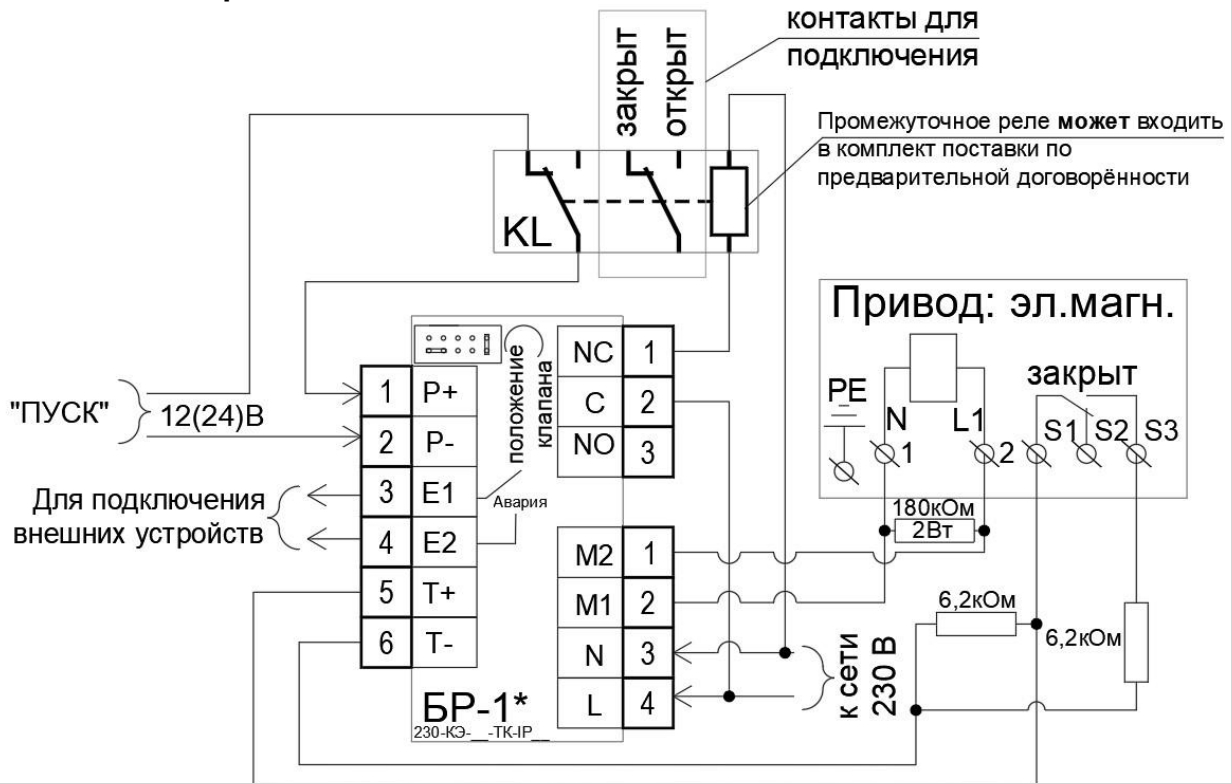 контакты для
подключения
закрыт
открыт
Промежуточное реле может входить
в комплект поставки по
предварительной договорённости
KL
Привод: эл.магн.
закрыт
PE
N
L1
S1
S2
S3
1
2
180кОм
2Вт
"ПУСК"
12(24)В
Для подключения
внешних устройств
1 P+
2 P-
3 E1
4 E2
5 T+
6 T-
положение
клапана
Авария
NC 1
C 2
NO 3
M2 1
M1 2
N 3
L 4
БР-1*
230-КЭ-__-ТК-IP__
к сети
230 В
6,2кОм
6,2кОм